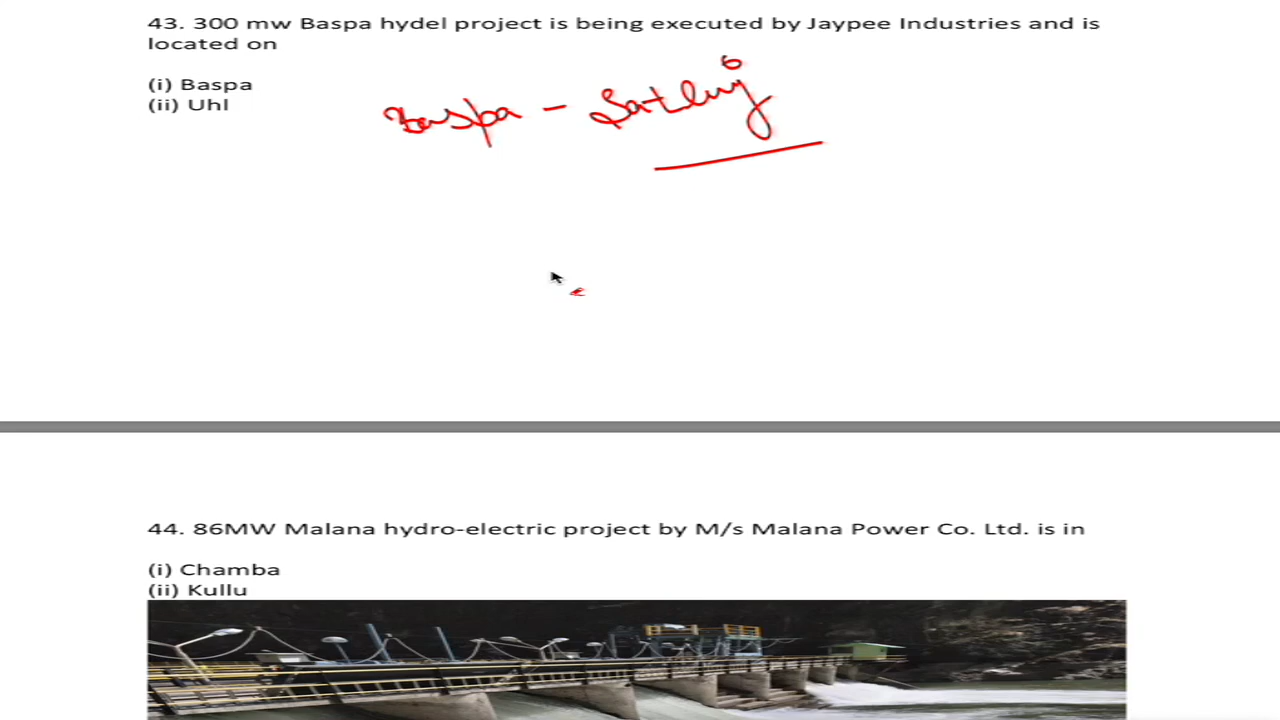 43. 300 mw Baspa hydel project is being executed by Jaypee Industries and is
located on
(i) Baspa
(ii) Uhl
Baspa - Satluj
44. 86MW Malana hydro-electric project by M/s Malana Power Co. Ltd. is in
(i) Chamba
(ii) Kullu